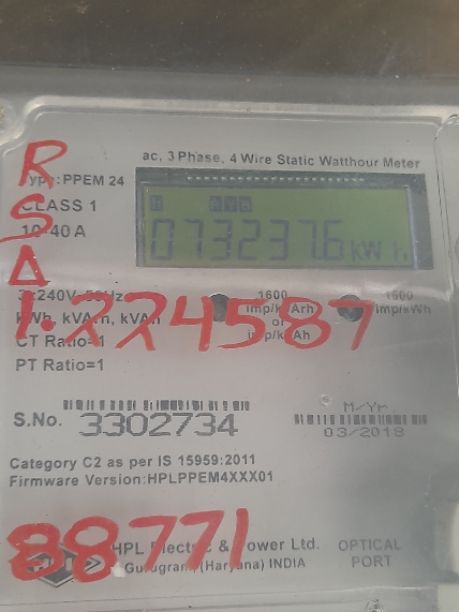 ac, 3 Phase, 4 Wire Static Watthour Meter
R
Type:PPEM 24
S
CLASS 1
10-40 A
073237.6 kWh
Δ
3x240V, 50Hz
1600 imp/kVArh
or
imp/kVAh
1600
imp/kWh
kWh, kVArh, kVAh
1.224587
CT Ratio=1
PT Ratio=1
S.No. 3302734
M/Yr
03/2018
Category C2 as per IS 15959:2011
Firmware Version:HPLPPEM4XXX01
88771
HPL Electric & Power Ltd.
Gurugram (Haryana) INDIA
OPTICAL
PORT